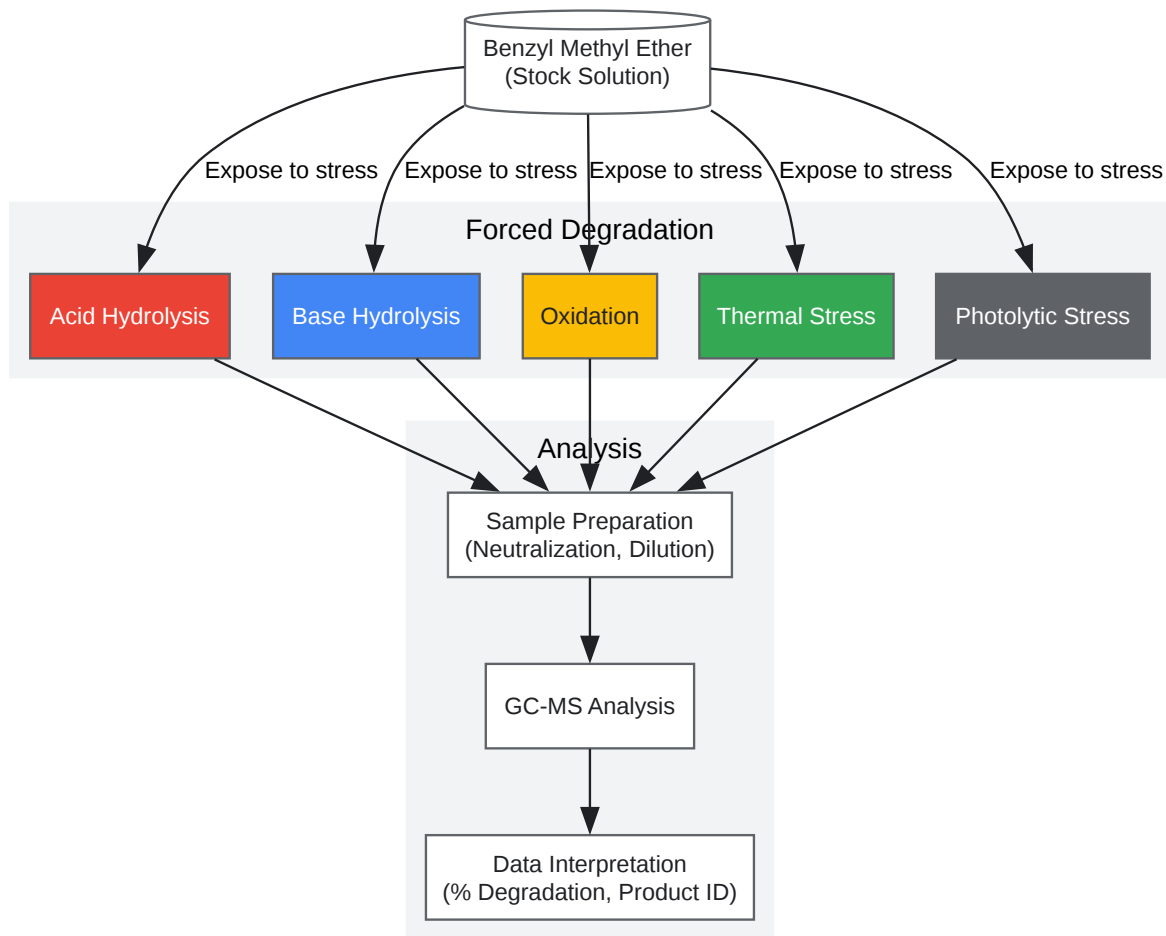 Benzyl Methyl Ether
(Stock Solution)
Expose to stress
Expose to stress
Expose to stress
Expose to stress
Expose to stress
Forced Degradation
Acid Hydrolysis
Base Hydrolysis
Oxidation
Thermal Stress
Photolytic Stress
Analysis
Sample Preparation
(Neutralization, Dilution)
GC-MS Analysis
Data Interpretation
(% Degradation, Product ID)